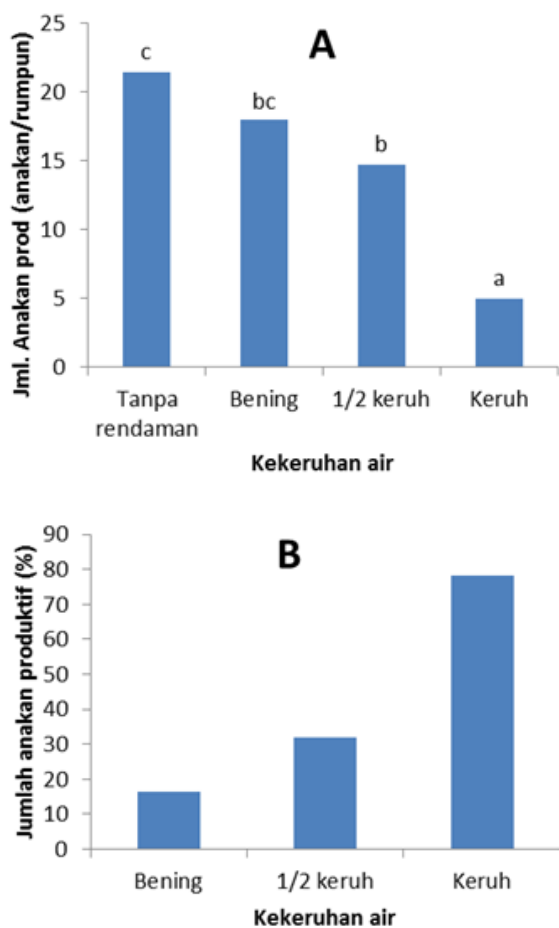 A
Jml. Anakan prod (anakan/rumpun)
25
20
15
10
5
0
c
bc
b
a
Tanpa rendaman
Bening
1/2 keruh
Keruh
Kekeruhan air
B
Jumlah anakan produktif (%)
90
80
70
60
50
40
30
20
10
0
Bening
1/2 keruh
Keruh
Kekeruhan air